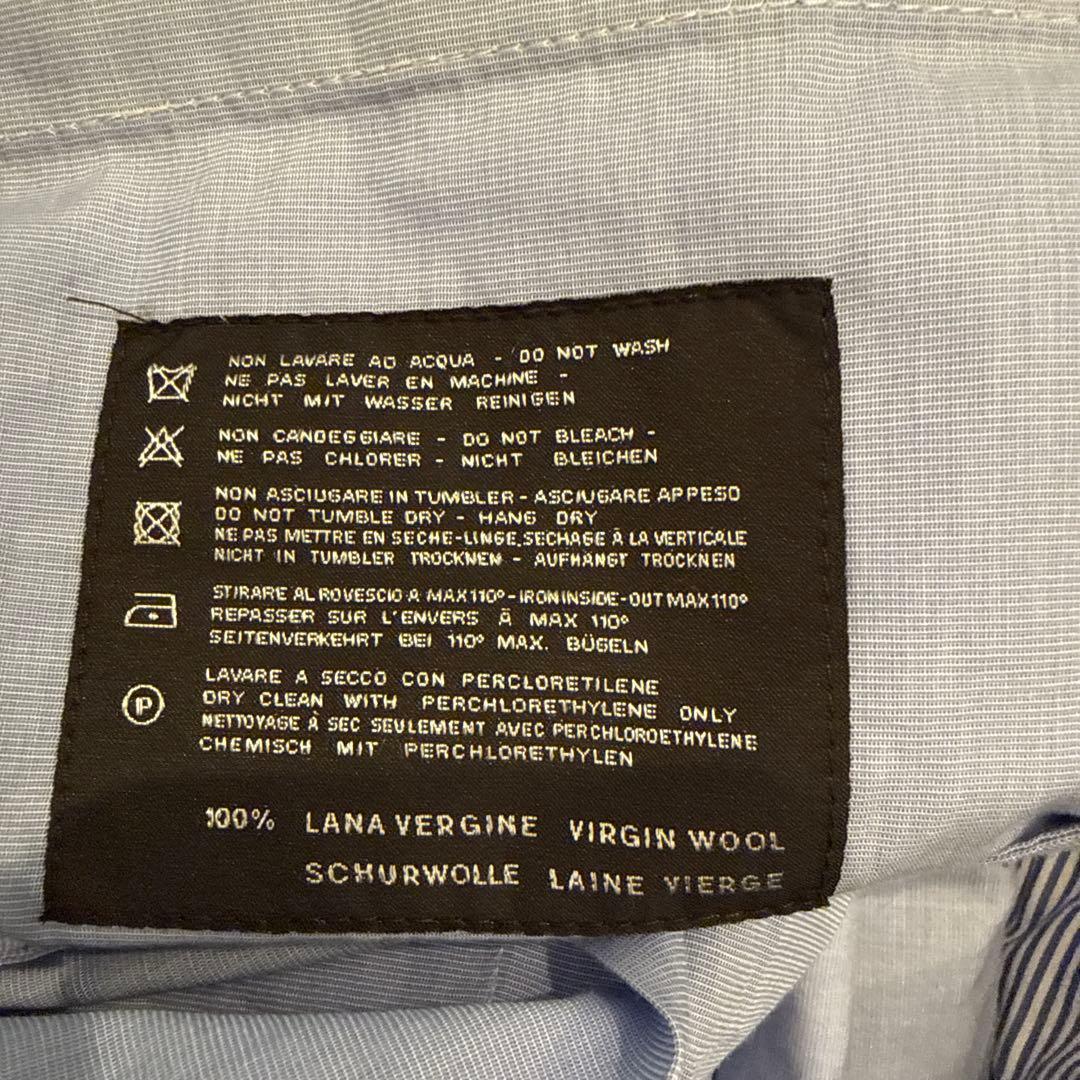 NON LAVARE AD ACQUA - DO NOT WASH
NE PAS LAVER EN MACHINE -
NICHT MIT WASSER REINIGEN
NON CANDEGGIARE - DO NOT BLEACH -
NE PAS CHLORER - NICHT BLEICHEN
NON ASCIUGARE IN TUMBLER - ASCIUGARE APPESO
DO NOT TUMBLE DRY - HANG DRY
NE PAS METTRE EN SECHE-LINGE.SECHAGE À LA VERTICALE
NICHT IN TUMBLER TROCKNEN - AUFHÄNGT TROCKNEN
STIRARE AL ROVESCIO A MAX 110° - IRON INSIDE-OUT MAX 110°
REPASSER SUR L'ENVERS À MAX 110°
SEITENVERKEHRT BEI 110° MAX. BÜGELN
P
LAVARE A SECCO CON PERCLORETILENE
DRY CLEAN WITH PERCHLORETHYLENE ONLY
NETTOYAGE À SEC SEULEMENT AVEC PERCHLOROETHYLENE
CHEMISCH MIT PERCHLORETHYLEN
100% LANA VERGINE VIRGIN WOOL
SCHURWOLLE LAINE VIERGE